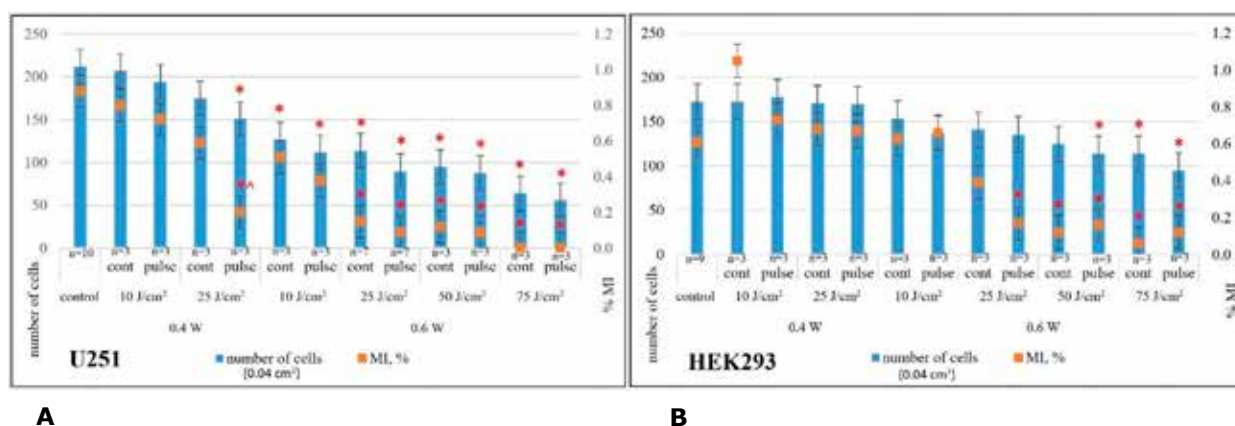 250 1.2
200 1.0
150 0.8
100 0.6
50 0.4
0 0.2
0.0
number of cells
% MI
* * * * * * * * * *
*^ * * * * * *
n=10 n=3 n=3 n=3 n=3 n=3 n=3 n=7 n=7 n=3 n=3 n=3 n=3
cont pulse cont pulse cont pulse cont pulse cont pulse cont pulse
control 10 J/cm² 25 J/cm² 10 J/cm² 25 J/cm² 50 J/cm² 75 J/cm²
0.4 W 0.6 W
U251
number of cells MI, %
(0.04 cm²)
A
250 1.2
200 1.0
150 0.8
100 0.6
50 0.4
0 0.2
0.0
number of cells
% MI
* * *
* * * * *
n=3 n=3 n=3 n=3 n=3 n=3 n=3 n=3 n=3 n=3 n=3
cont pulse cont pulse cont pulse cont pulse cont pulse cont pulse
control 10 J/cm² 25 J/cm² 10 J/cm² 25 J/cm² 50 J/cm² 75 J/cm²
0.4 W 0.6 W
HEK293
number of cells MI, %
(0.04 cm²)
B